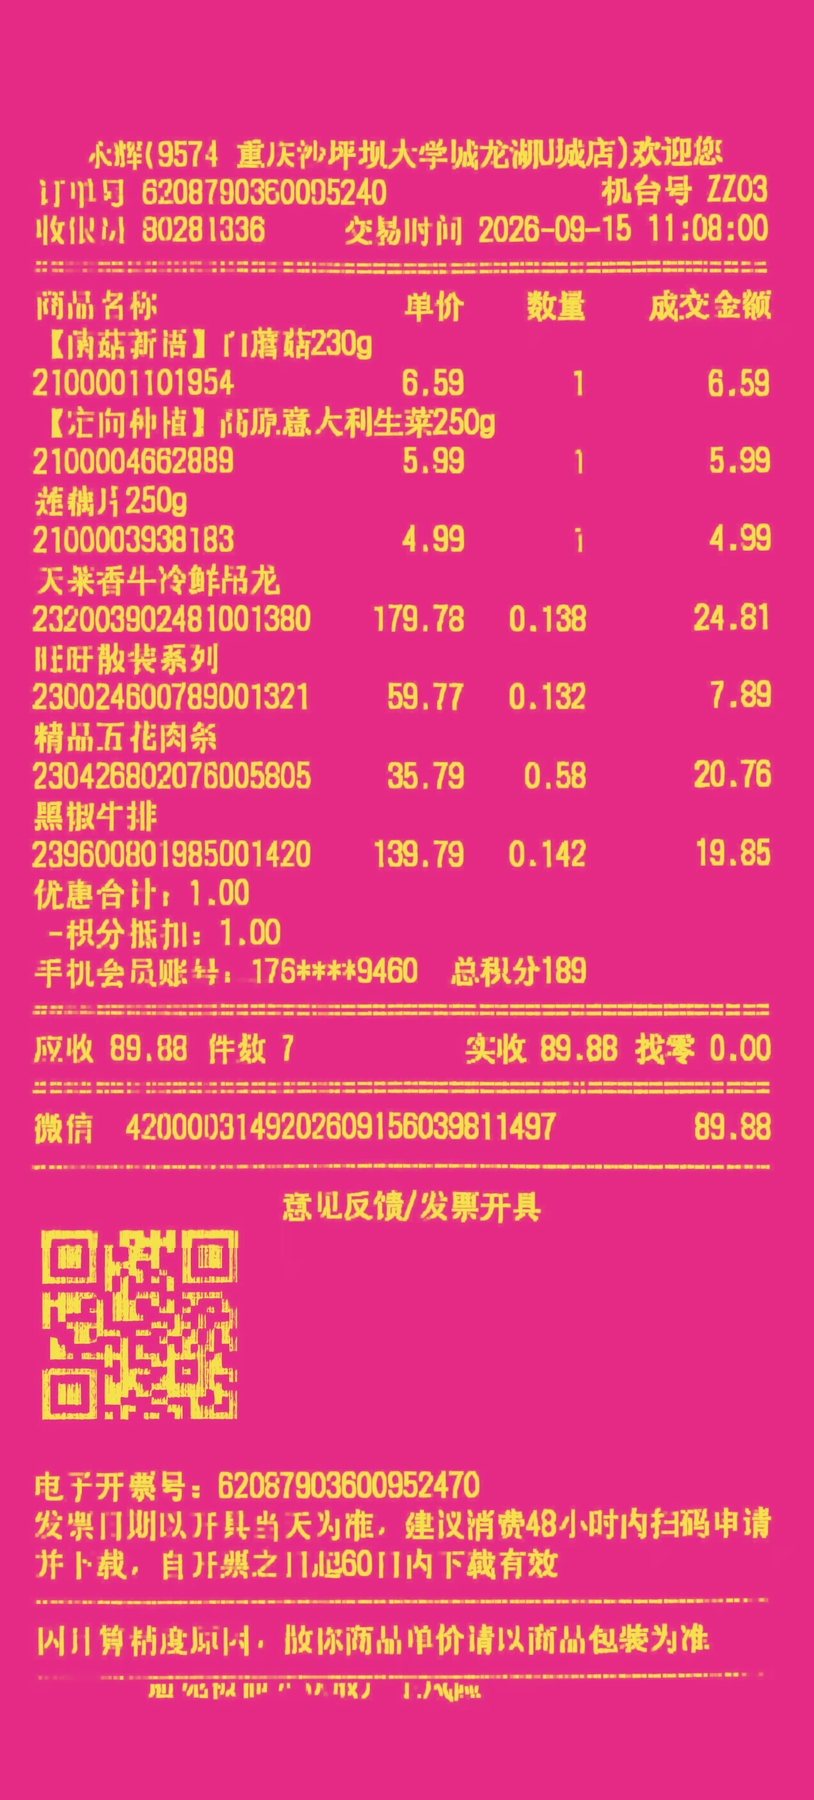 永辉(9574 重庆沙坪坝大学城龙湖U城店)欢迎您
订单号 6208790360095240 机台号 ZZ03
收银员 80281336 交易时间 2026-09-15 11:08:00
商品名称 单价 数量 成交金额
【菌菇新语】白蘑菇230g
2100001101954 6.59 1 6.59
【定向种植】高原意大利生菜250g
2100004662889 5.99 1 5.99
莲藕片250g
2100003938183 4.99 1 4.99
天莱香牛冷鲜吊龙
232003902481001380 179.78 0.138 24.81
旺旺散装系列
230024600789001321 59.77 0.132 7.89
精品五花肉条
230426802076005805 35.79 0.58 20.76
黑椒牛排
239600801985001420 139.79 0.142 19.85
优惠合计: 1.00
-积分抵扣: 1.00
手机会员账号: 176****9460 总积分189
应收 89.88 件数 7 实收 89.88 找零 0.00
微信 4200003149202609156039811497 89.88
意见反馈/发票开具
电子开票号: 62087903600952470
发票日期以开具当天为准, 建议消费48小时内扫码申请
并下载, 自开票之日起60日内下载有效
因计算精度原因, 散称商品单价请以商品包装为准